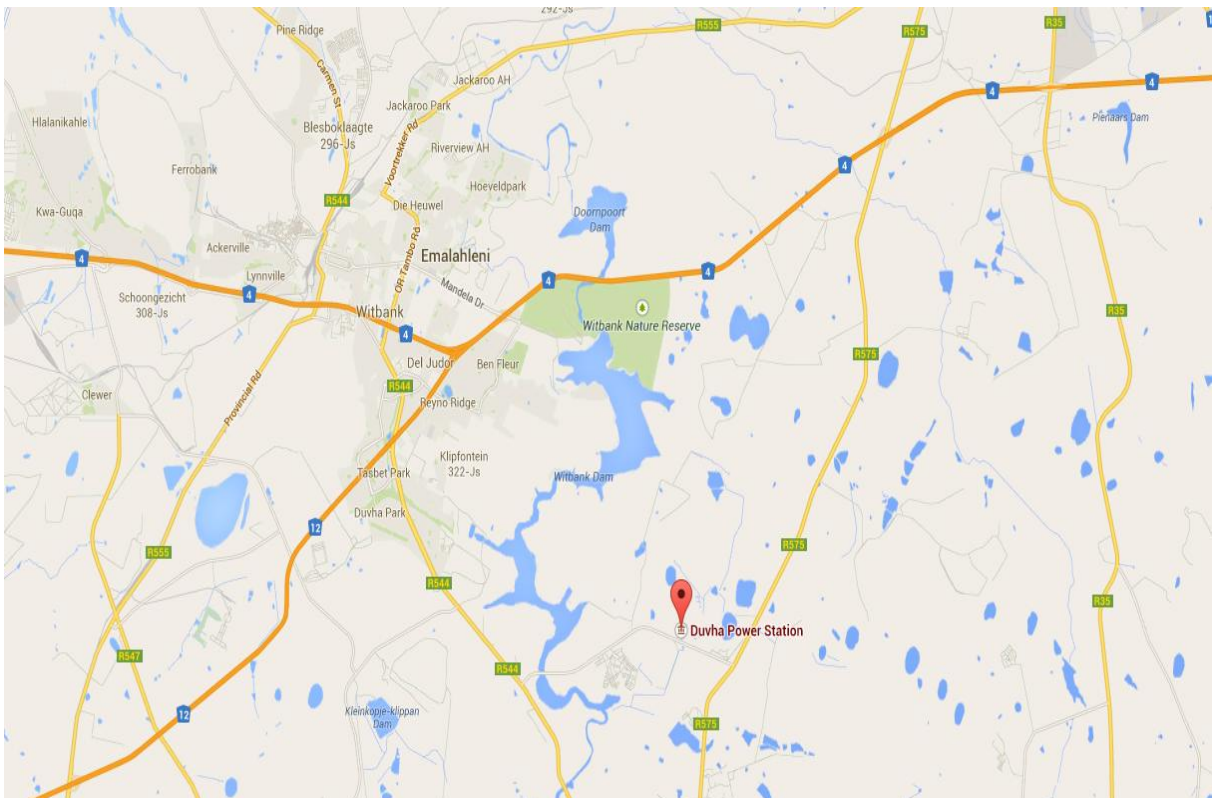 292-Js
R555
R575
R35
Pine Ridge
Carmen St
Jackaroo AH
4
4
Jackaroo Park
Hlalanikahle
Blesboklaagte
296-Js
Voortrekker Rd
Pienaars Dam
Riverview AH
Ferrobank
4
Hoeveldpark
R544
Die Heuwel
Kwa-Guqa
Doornpoort
Dam
Ackerville
OR Tambo Rd
Emalahleni
4
Lynnville
4
4
Mandela Dr
Schoongezicht
308-Js
4
Witbank
Witbank Nature Reserve
R35
4
R575
Del Judor
Ben Fleur
R544
Clewer
Provincial Rd
Reyno Ridge
Klipfontein
322-Js
Tasbet Park
Witbank Dam
Duvha Park
12
R575
R555
R544
R35
Duvha Power Station
R547
R544
Kleinkopje-klippan
Dam
12
R575